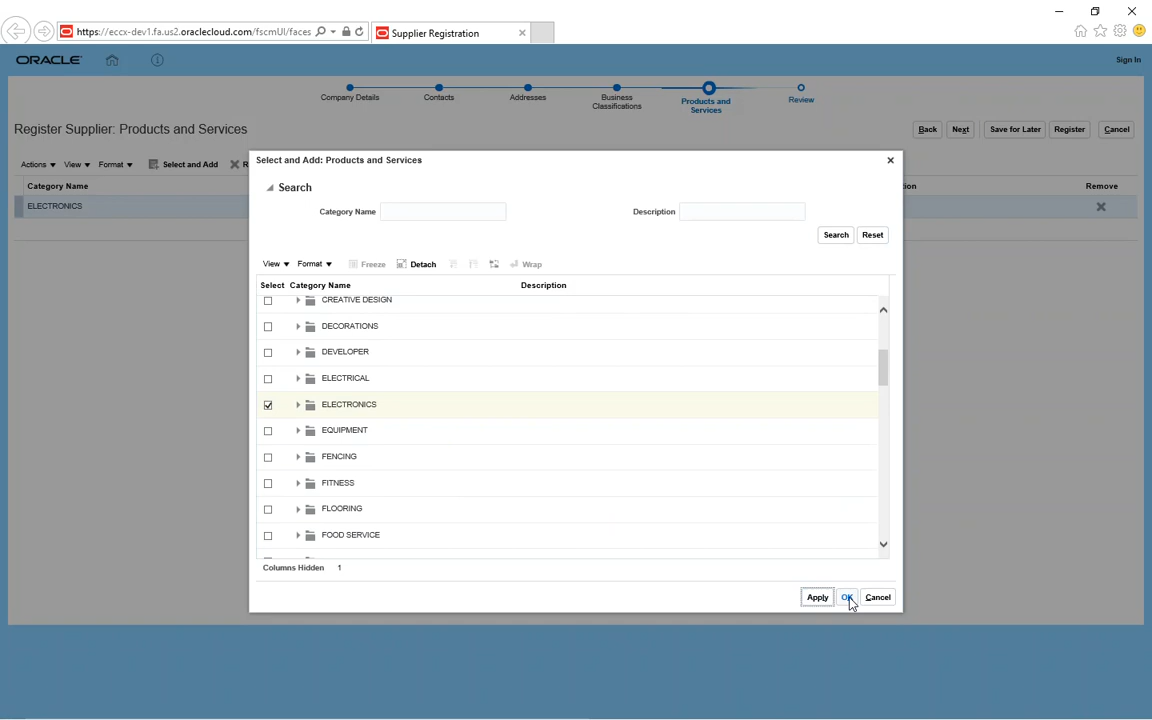 https://eccx-dev1.fa.us2.oraclecloud.com/fscmUI/faces
Supplier Registration
ORACLE
Sign In
Company Details
Contacts
Addresses
Business Classifications
Products and Services
Review
Register Supplier: Products and Services
Back
Next
Save for Later
Register
Cancel
Actions
View
Format
Select and Add
Category Name
Remove
ELECTRONICS
Select and Add: Products and Services
Search
Category Name
Description
Search
Reset
View
Format
Freeze
Detach
Wrap
Select
Category Name
Description
CREATIVE DESIGN
DECORATIONS
DEVELOPER
ELECTRICAL
ELECTRONICS
EQUIPMENT
FENCING
FITNESS
FLOORING
FOOD SERVICE
Columns Hidden 1
Apply
OK
Cancel